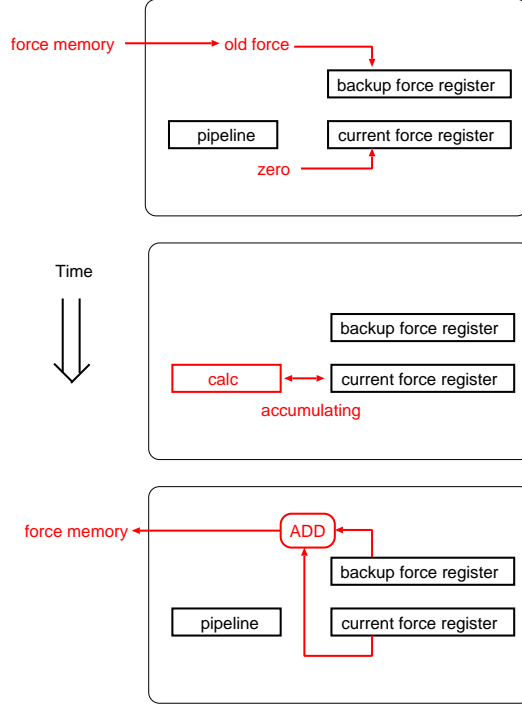 force memory
old force
backup force register
pipeline
current force register
zero
Time
backup force register
calc
current force register
accumulating
force memory
ADD
backup force register
pipeline
current force register